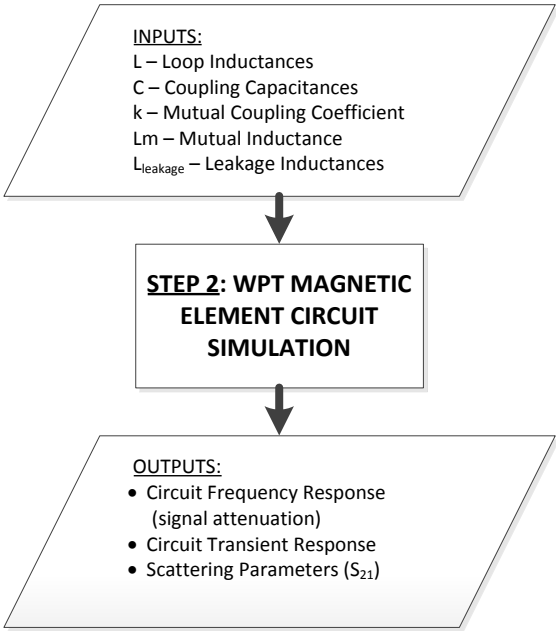 INPUTS:
L – Loop Inductances
C – Coupling Capacitances
k – Mutual Coupling Coefficient
Lm – Mutual Inductance
Lleakage – Leakage Inductances
STEP 2: WPT MAGNETIC
ELEMENT CIRCUIT
SIMULATION
OUTPUTS:
• Circuit Frequency Response
(signal attenuation)
• Circuit Transient Response
• Scattering Parameters (S21)